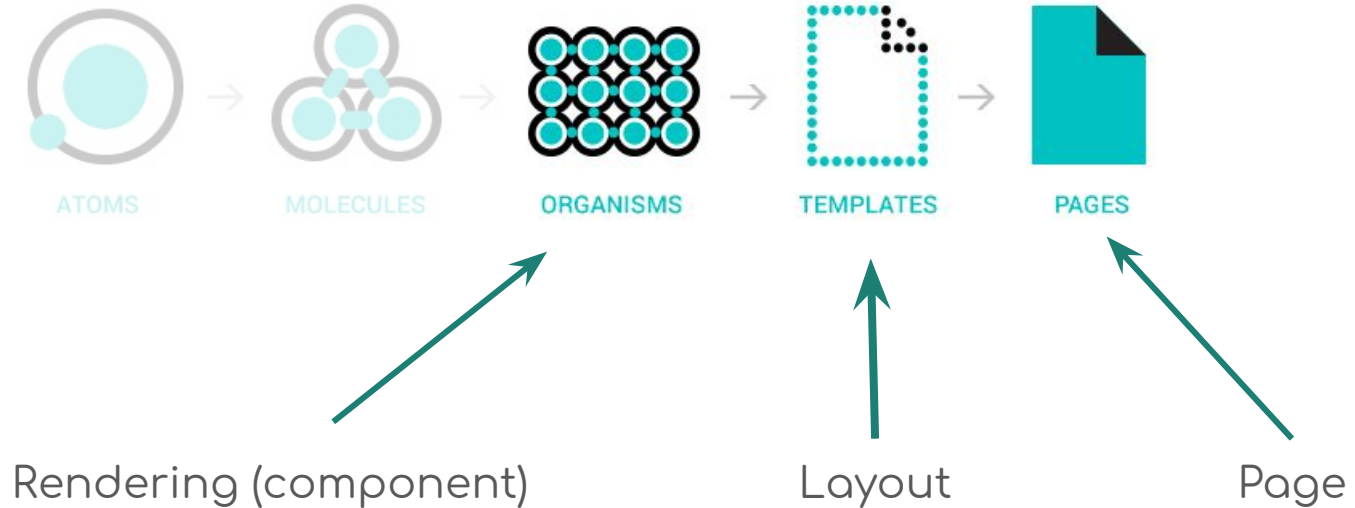 ATOMS MOLECULES ORGANISMS TEMPLATES PAGES
Rendering (component) Layout Page